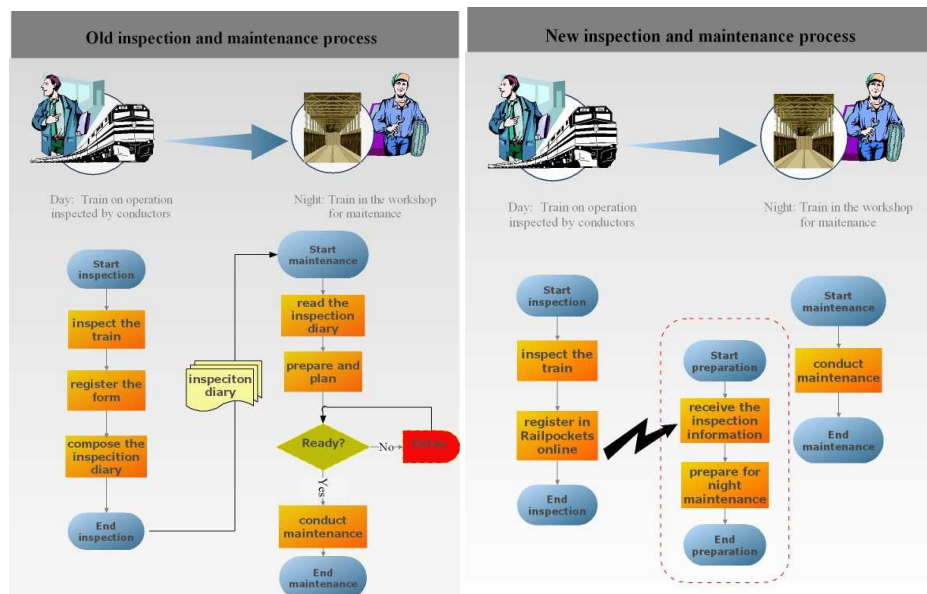 Old inspection and maintenance process
Day: Train on operation
inspected by conductors
Night: Train in the workshop
for maitenance
Start
inspection
inspect the
train
register the
form
compose the
inspecition
diary
End
inspection
inspeciton
diary
Start
maintenance
read the
inspection
diary
prepare and
plan
Ready?
No
Yes
conduct
maintenance
End
maintenance
New inspection and maintenance process
Day: Train on operation
inspected by conductors
Night: Train in the workshop
for maitenance
Start
inspection
inspect the
train
register in
Railpockets
online
End
inspection
Start
preparation
receive the
inspection
information
prepare for
night
maintenance
End
preparation
Start
maintenance
conduct
maintenance
End
maintenance